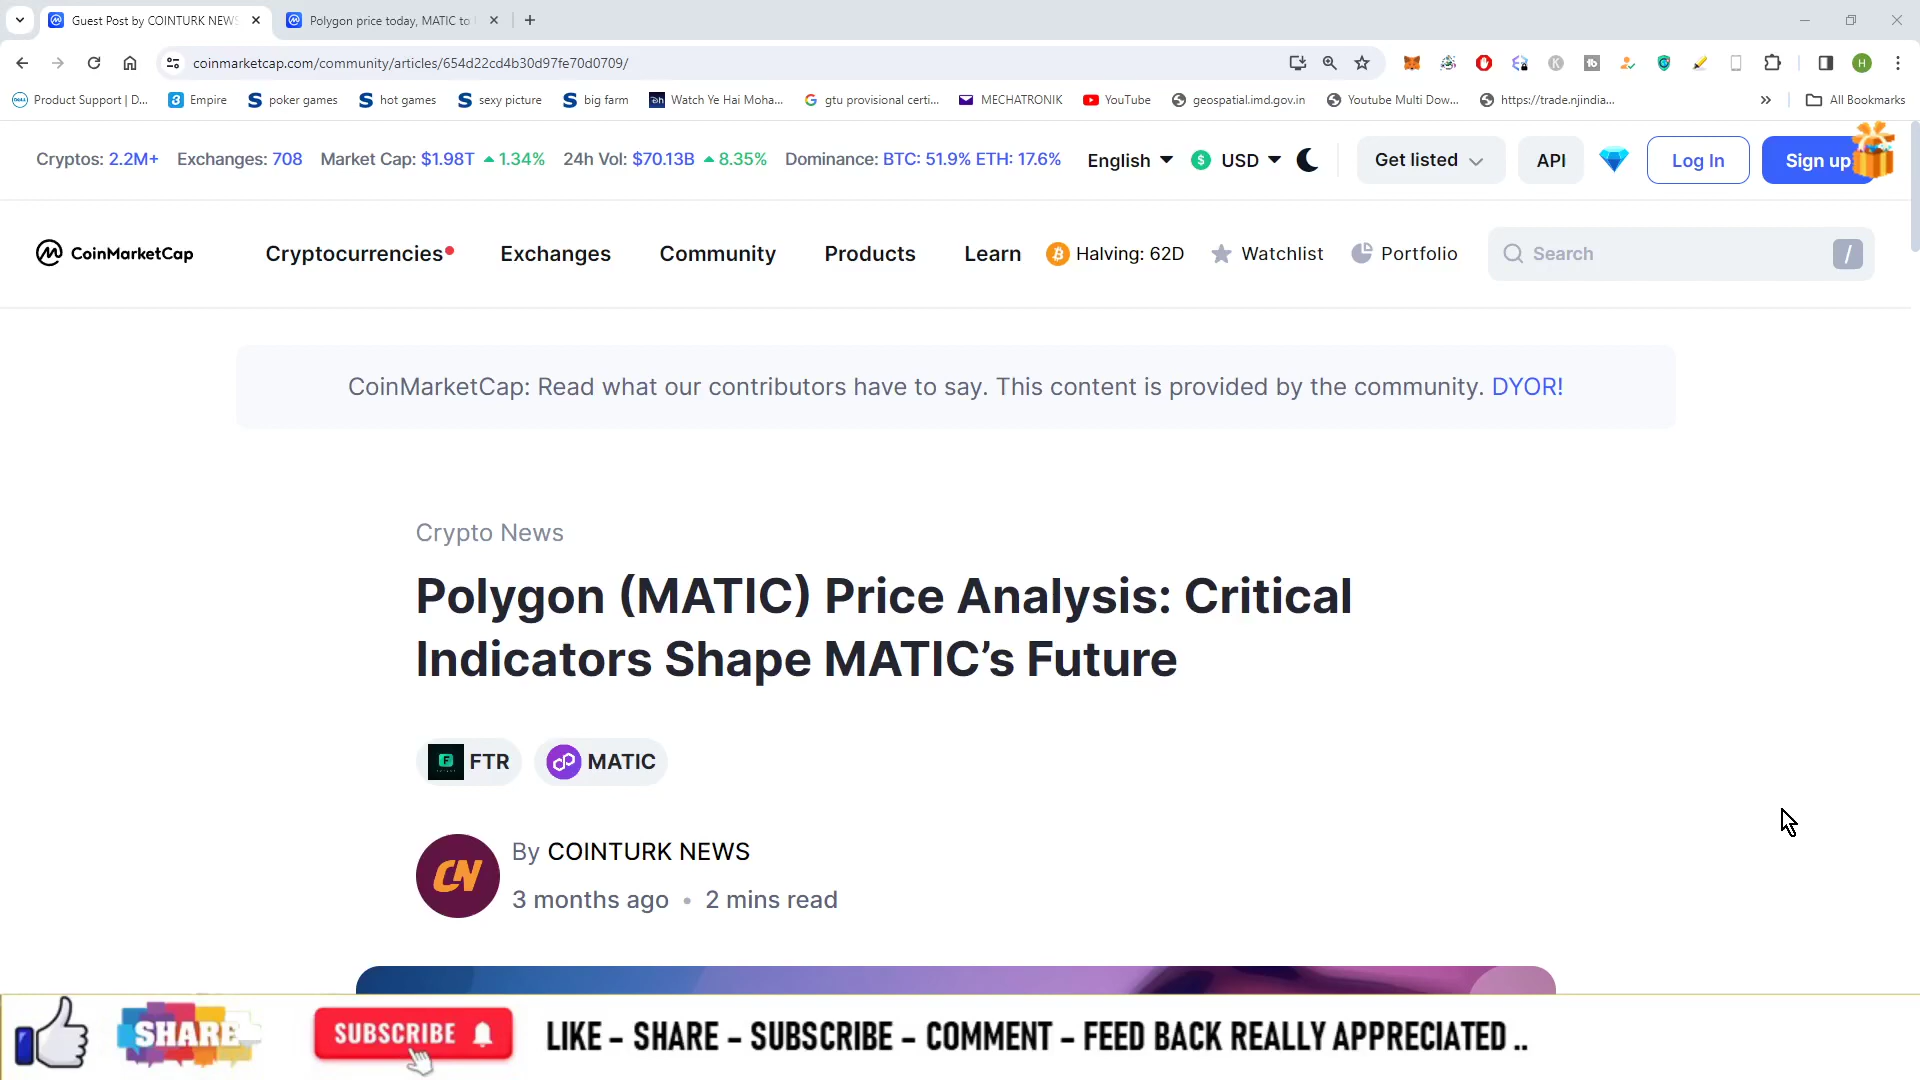 Guest Post by COINTURK NEWS
Polygon price today, MATIC to
coinmarketcap.com/community/articles/654d22cd4b30d97fe70d0709/
Product Support | D...
Empire
poker games
hot games
sexy picture
big farm
Watch Ye Hai Moha...
gtu provisional certi...
MECHATRONIK
YouTube
geospatial.imd.gov.in
Youtube Multi Dow...
https://trade.njindia...
All Bookmarks
Cryptos: 2.2M+ Exchanges: 708 Market Cap: $1.98T 1.34% 24h Vol: $70.13B 8.35% Dominance: BTC: 51.9% ETH: 17.6%
English
USD
Get listed
API
Log In
Sign up
CoinMarketCap
Cryptocurrencies
Exchanges
Community
Products
Learn
Halving: 62D
Watchlist
Portfolio
Search /
CoinMarketCap: Read what our contributors have to say. This content is provided by the community. DYOR!
Crypto News
Polygon (MATIC) Price Analysis: Critical
Indicators Shape MATIC’s Future
FTR
MATIC
CN
By COINTURK NEWS
3 months ago • 2 mins read
SHARE
SUBSCRIBE
LIKE – SHARE – SUBSCRIBE – COMMENT – FEED BACK REALLY APPRECIATED ..